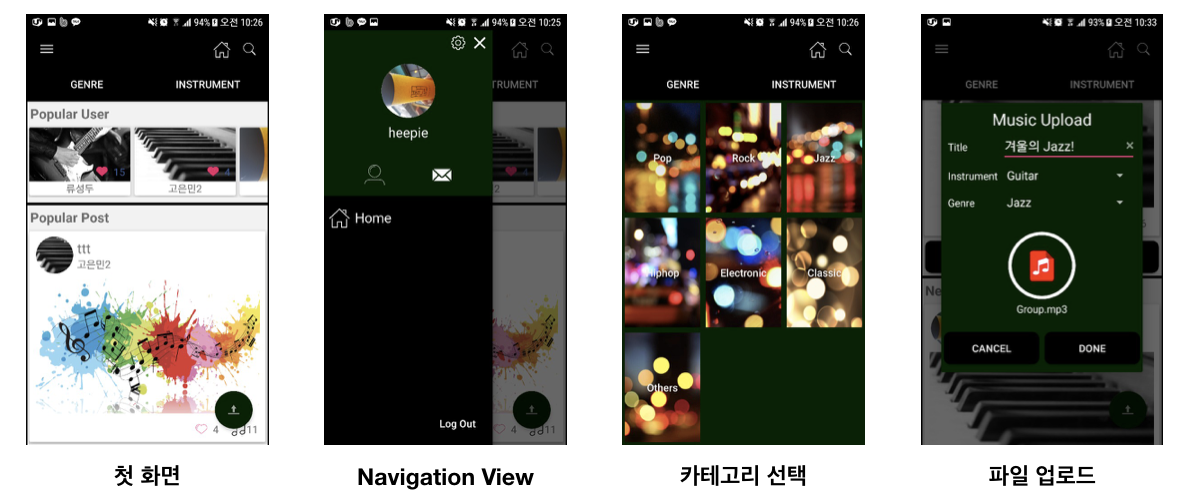 94% 오전 10:26
GENRE INSTRUMENT
Popular User
15
4
류성두
고은민2
Popular Post
ttt
고은민2
4 11
첫 화면
94% 오전 10:25
INSTRUMENT
heepie
Home
Log Out
4 11
Navigation View
94% 오전 10:26
GENRE INSTRUMENT
Pop Rock Jazz
Hiphop Electronic Classic
Others
카테고리 선택
93% 오전 10:33
GENRE INSTRUMENT
Music Upload
Title 겨울의 Jazz!
Instrument Guitar
Genre Jazz
Group.mp3
CANCEL DONE
Ne
파일 업로드